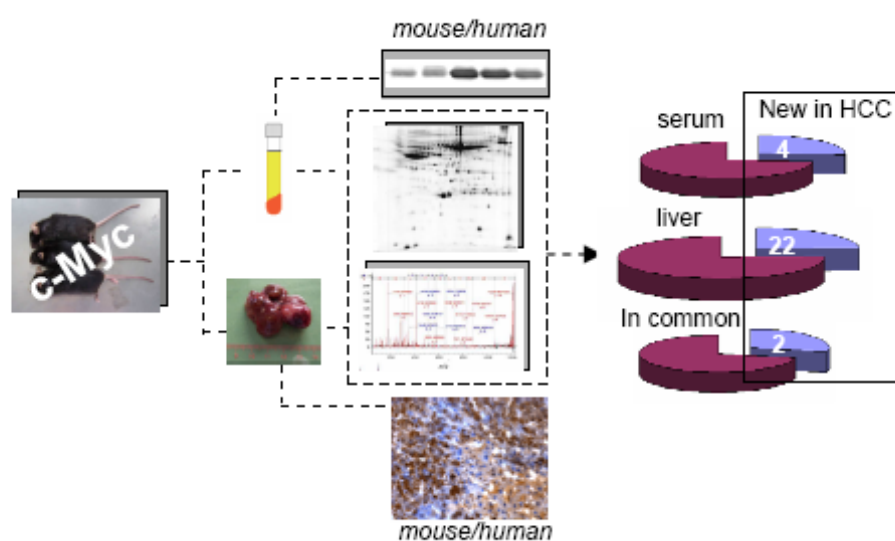 mouse/human
New in HCC
serum
4
c-Myc
liver
22
In common
2
mouse/human